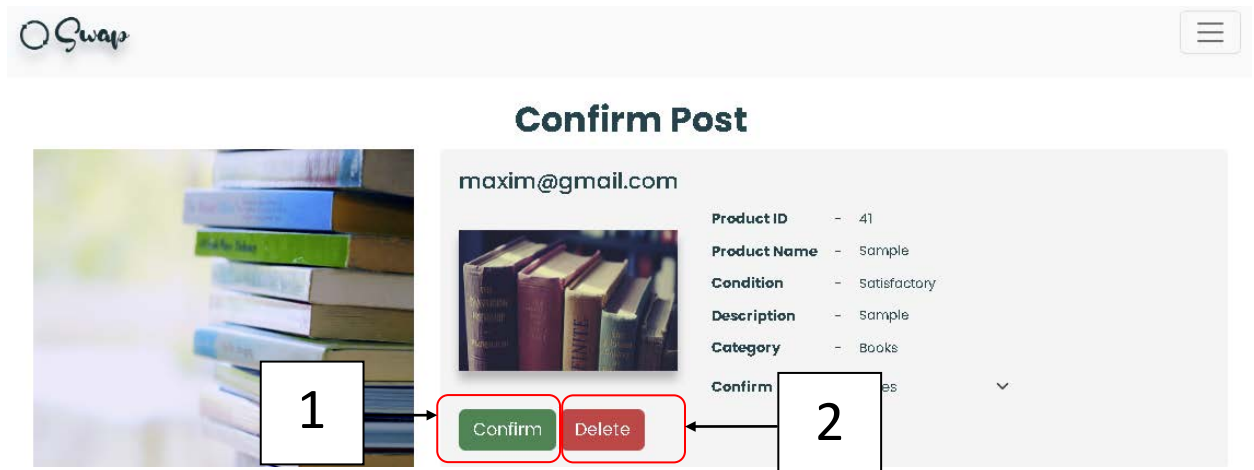 Swap
Confirm Post
maxim@gmail.com
Product ID - 41
Product Name - Sample
Condition - Satisfactory
Description - Sample
Category - Books
Confirm
Confirm
Delete
1
2
FINITE